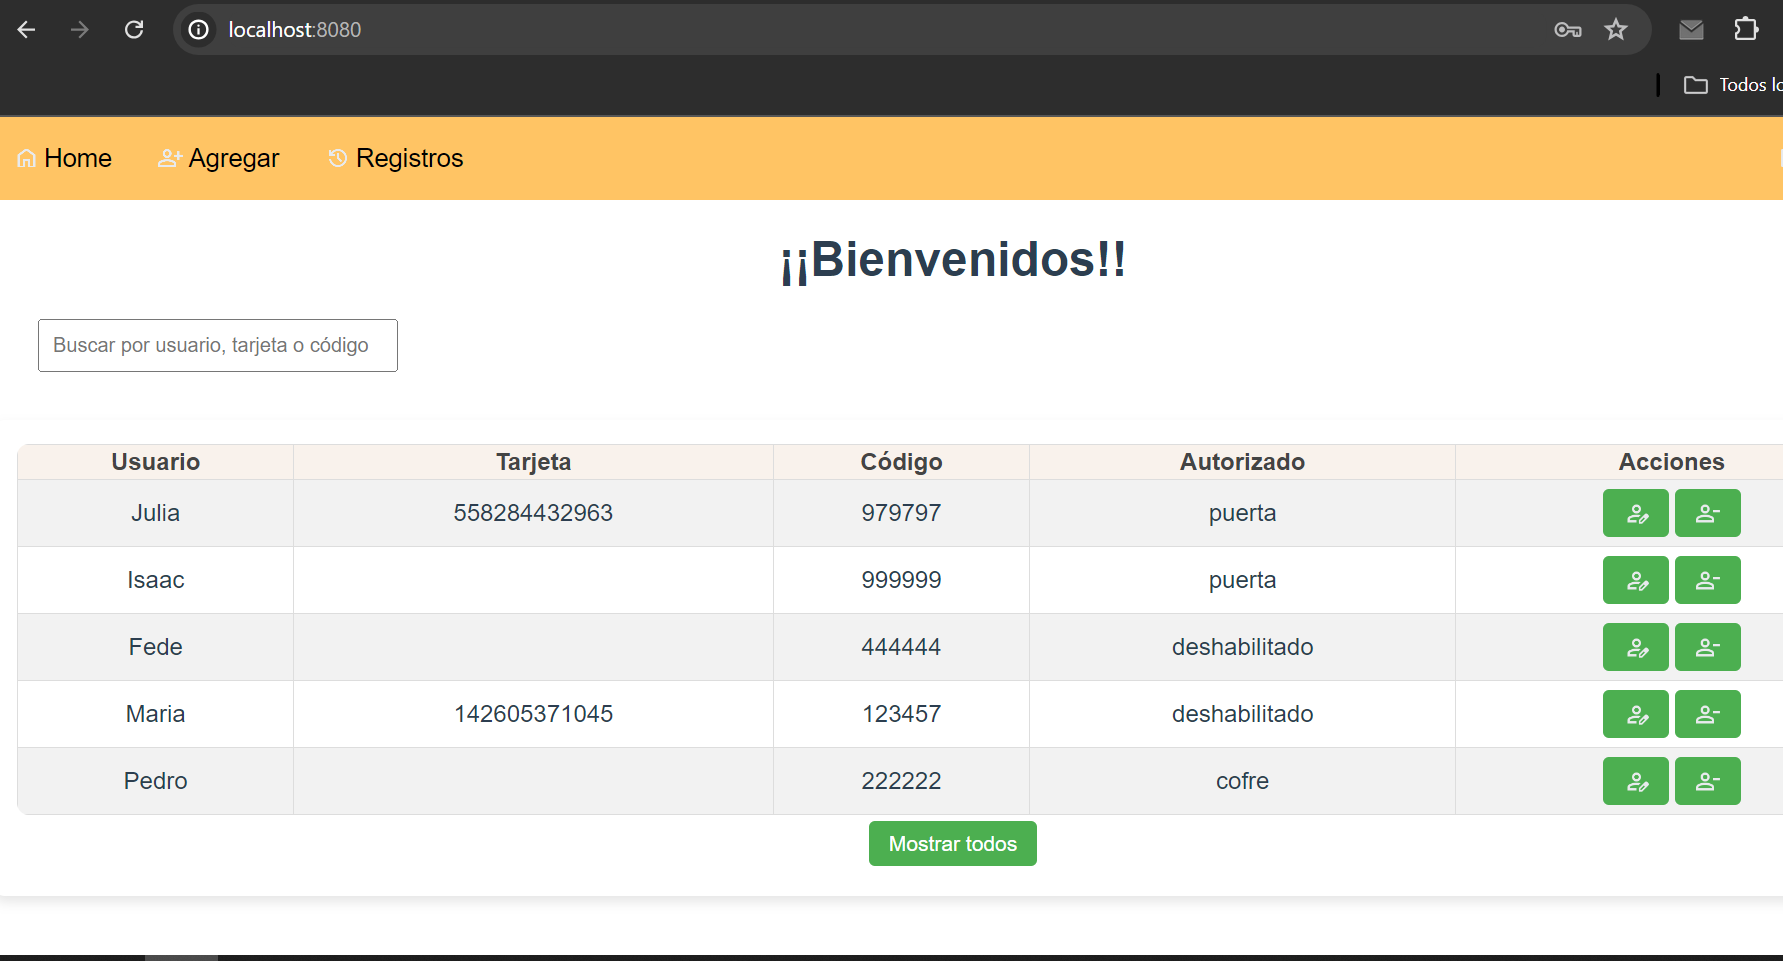 localhost:8080
Todos lo
Home Agregar Registros
¡¡Bienvenidos!!
Buscar por usuario, tarjeta o código
Usuario Tarjeta Código Autorizado Acciones
Julia 558284432963 979797 puerta
Isaac 999999 puerta
Fede 444444 deshabilitado
Maria 142605371045 123457 deshabilitado
Pedro 222222 cofre
Mostrar todos